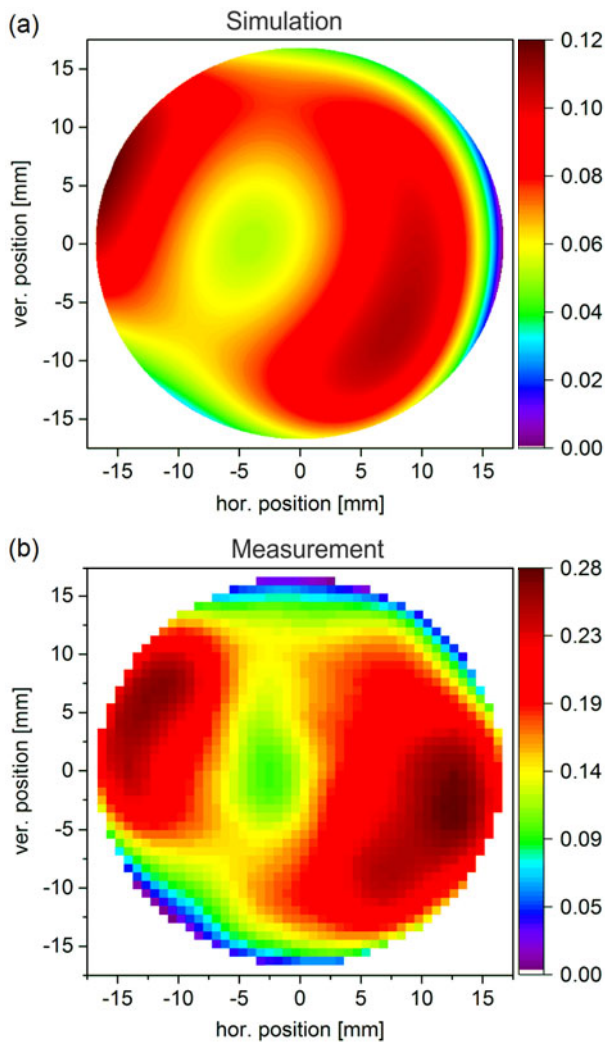 (a)
Simulation
ver. position [mm]
15
10
5
0
-5
-10
-15
-15 -10 -5 0 5 10 15
hor. position [mm]
0.12
0.10
0.08
0.06
0.04
0.02
0.00
(b)
Measurement
ver. position [mm]
15
10
5
0
-5
-10
-15
-15 -10 -5 0 5 10 15
hor. position [mm]
0.28
0.23
0.19
0.14
0.09
0.05
0.00